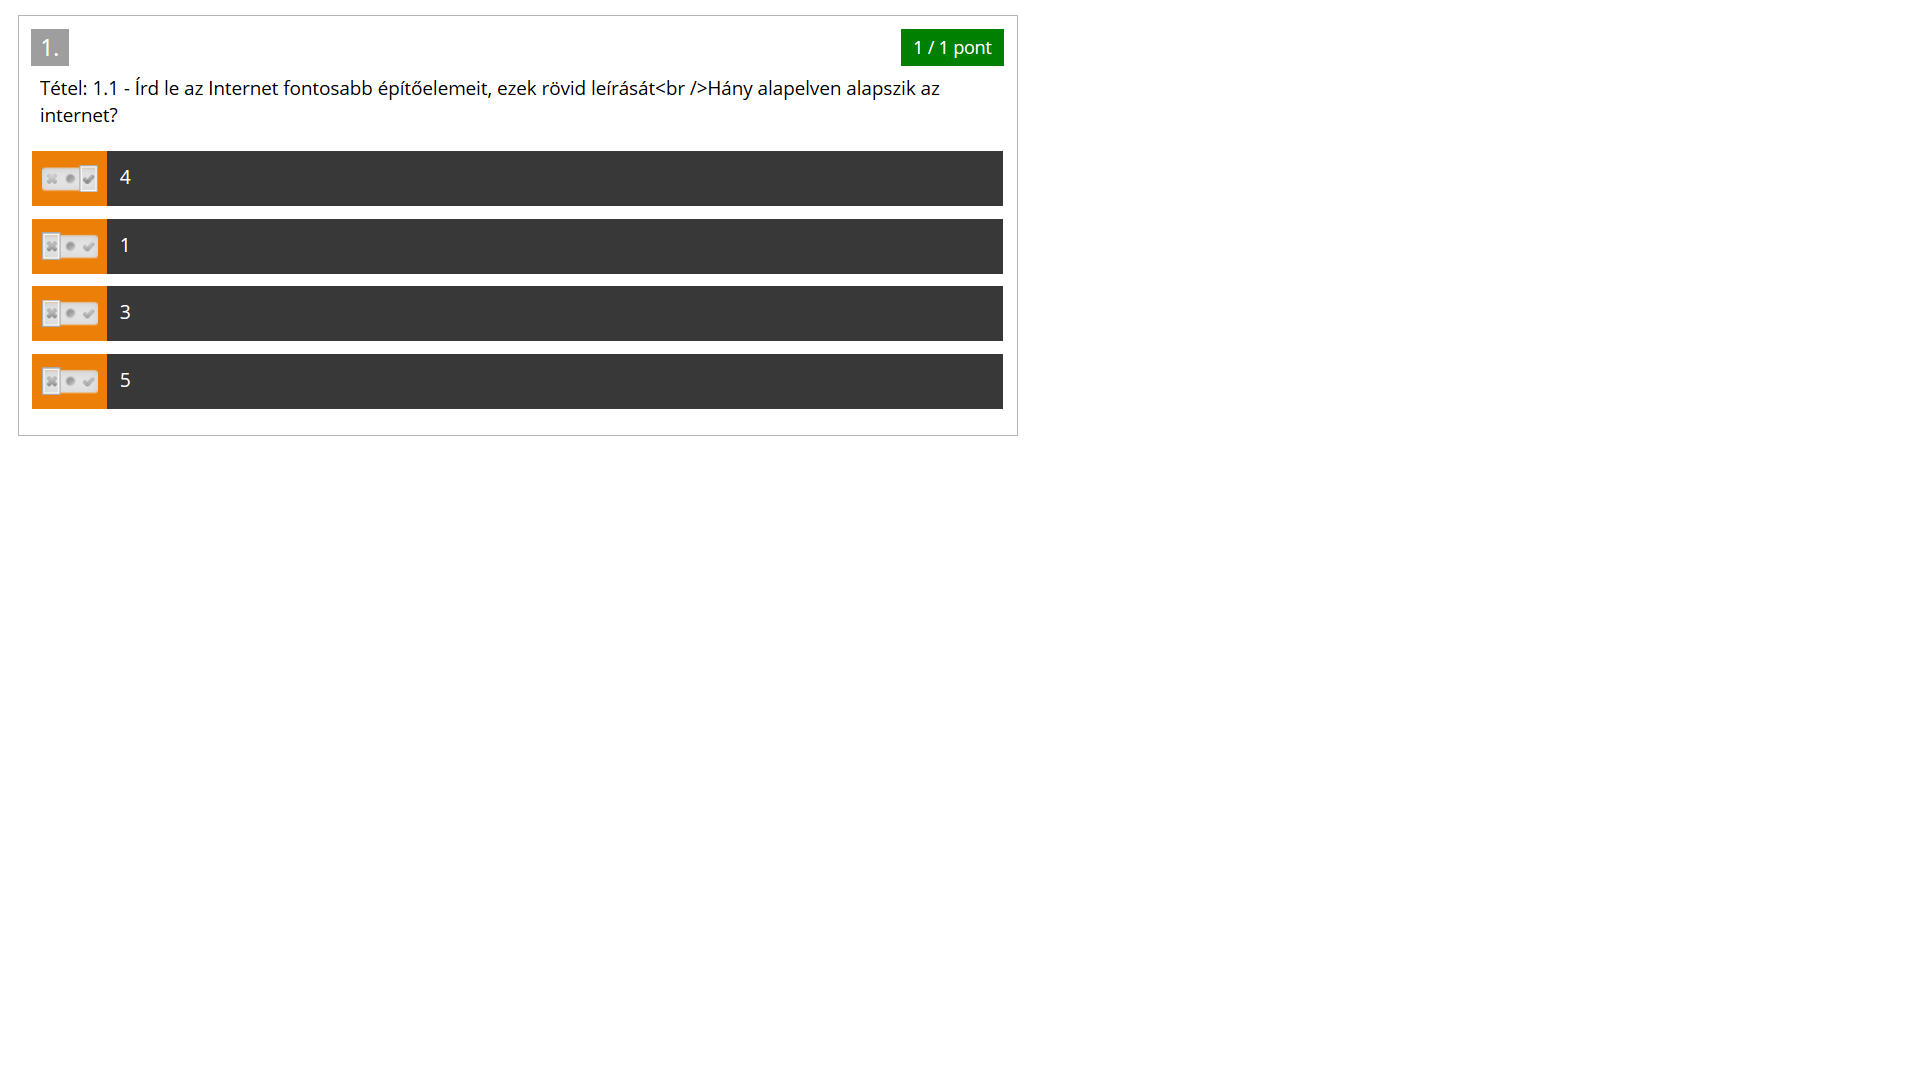 1.
1 / 1 pont
Tétel: 1.1 - Írd le az Internet fontosabb építőelemeit, ezek rövid leírását<br />Hány alapelven alapszik az
internet?
4
1
3
5